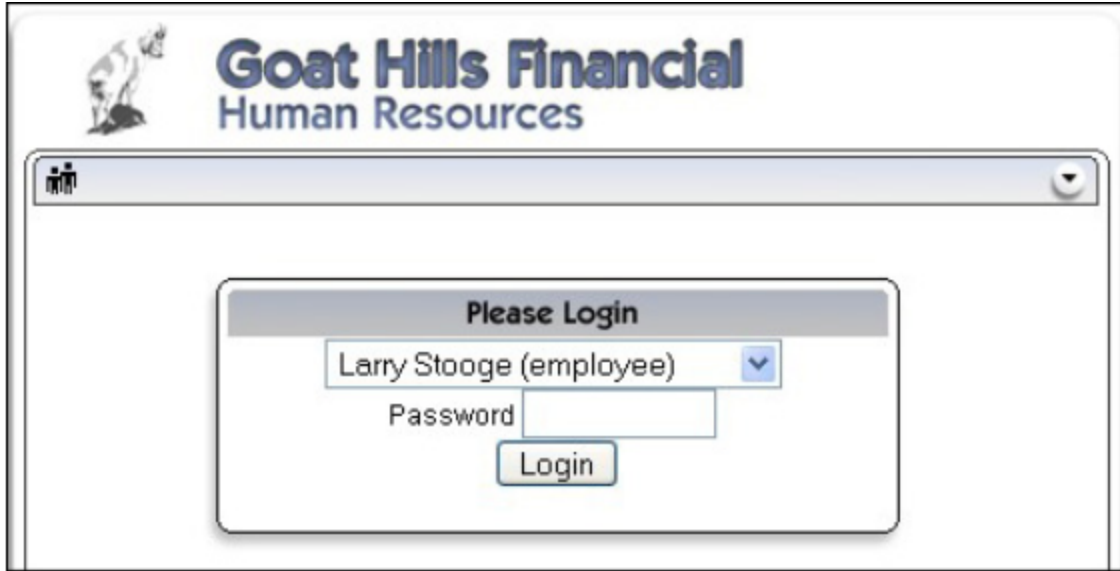 Goat Hills Financial
Human Resources
Please Login
Larry Stooge (employee)
Password
Login